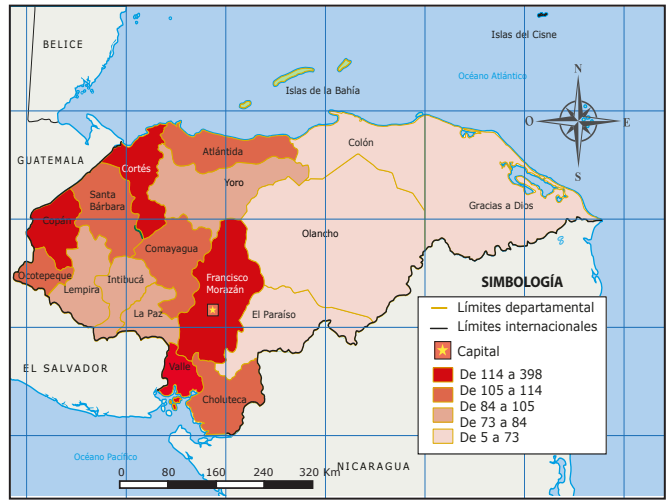 Islas del Cisne
BELICE
Océano Atlántico
Islas de la Bahía
N
O
E
S
Colón
Atlántida
GUATEMALA
Cortés
Yoro
Santa
Bárbara
Gracias a Dios
Copán
Olancho
Comayagua
Ocotepeque
Intibucá
Francisco
Morazán
Lempira
La Paz
El Paraíso
EL SALVADOR
Valle
Choluteca
Océano Pacífico
NICARAGUA
0 80 160 240 320 Km
SIMBOLOGÍA
Límites departamental
Límites internacionales
Capital
De 114 a 398
De 105 a 114
De 84 a 105
De 73 a 84
De 5 a 73